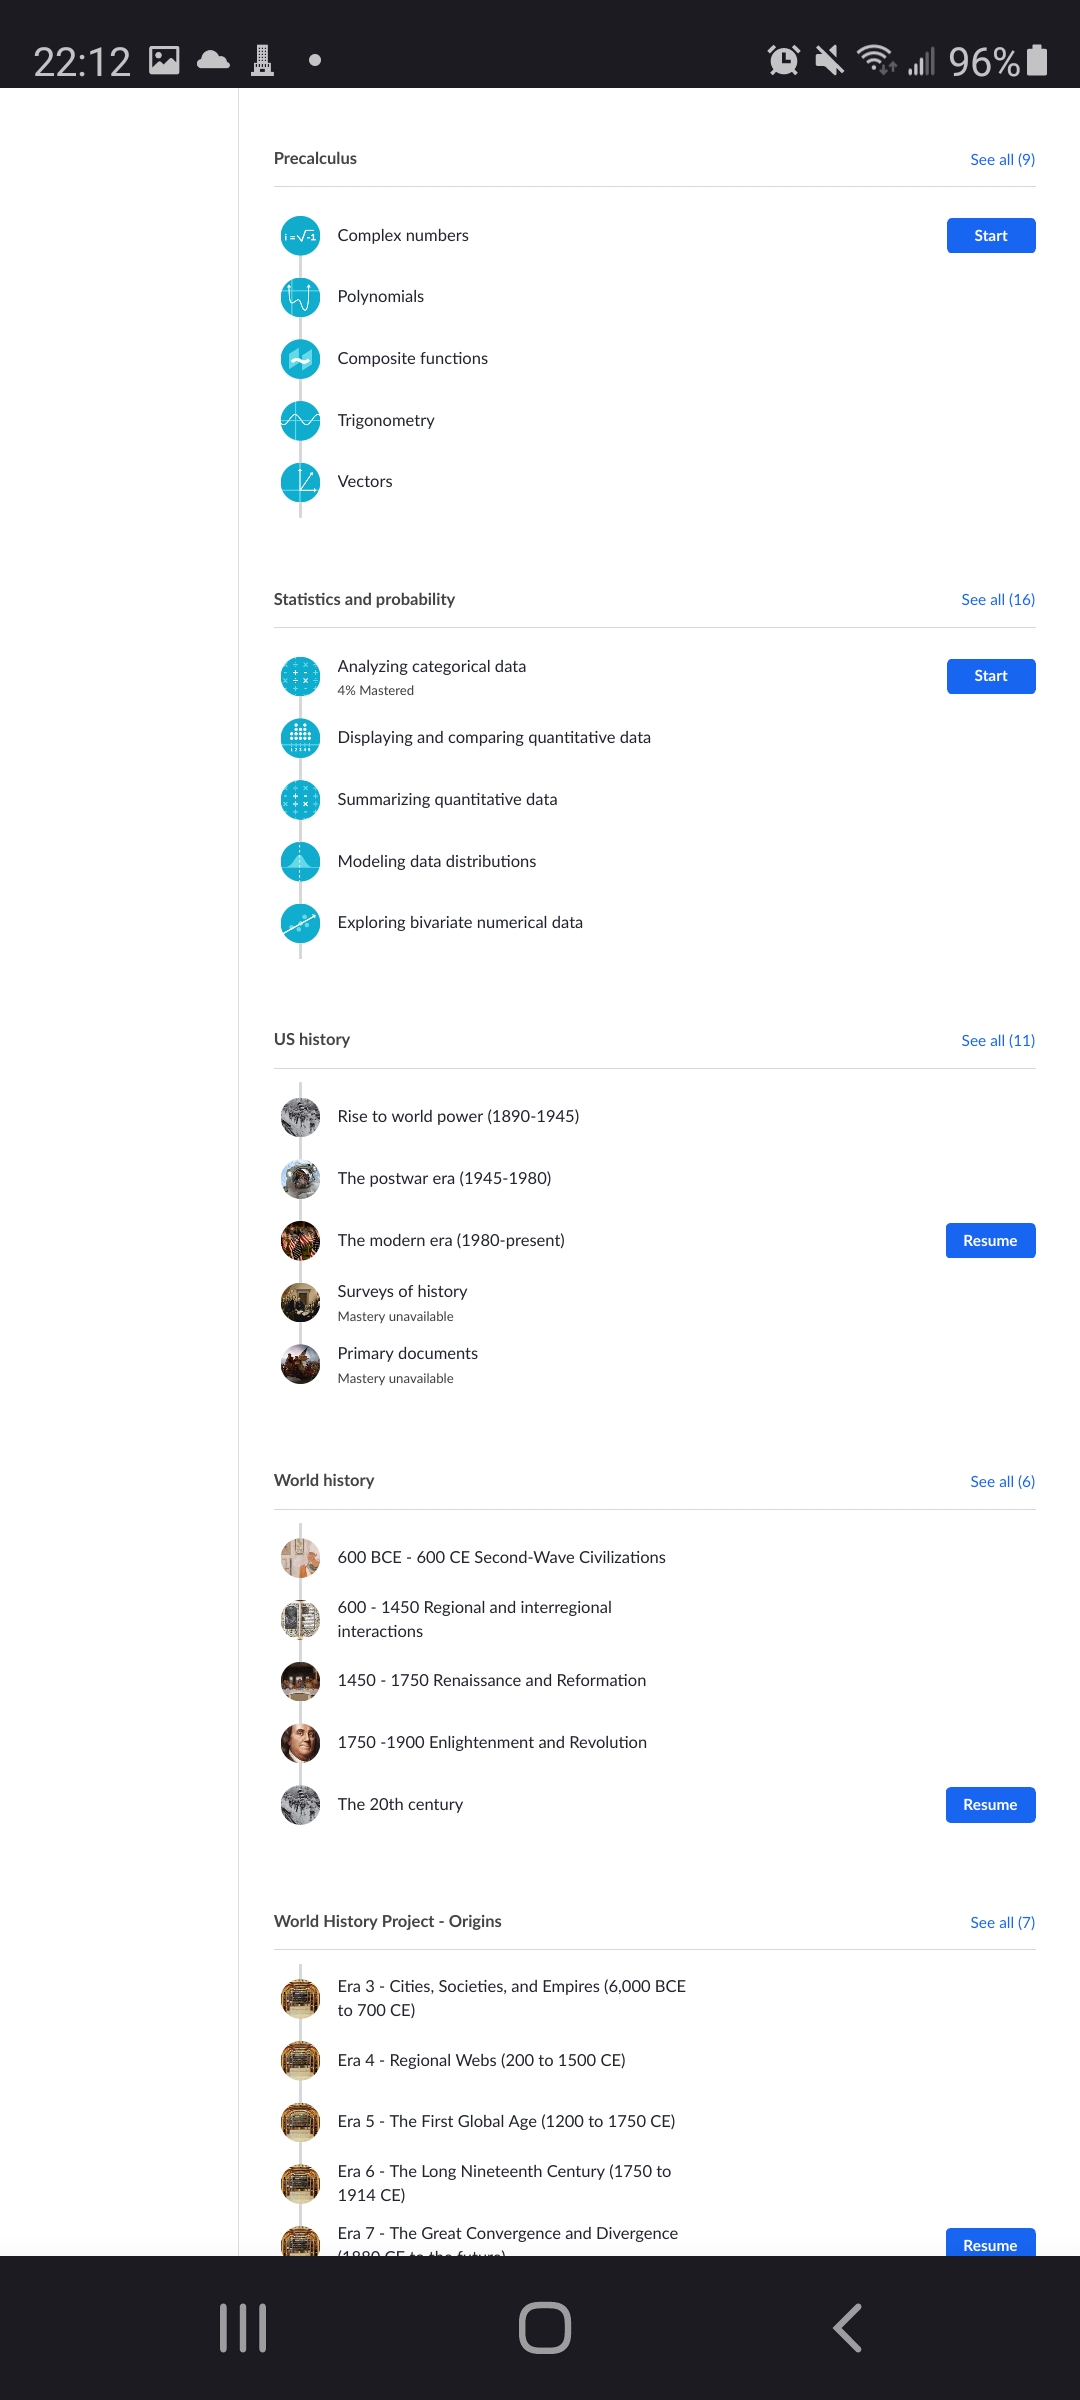 22:12
96%
Precalculus
See all (9)
i = √-1
Complex numbers
Start
Polynomials
Composite functions
Trigonometry
Vectors
Statistics and probability
See all (16)
Analyzing categorical data
4% Mastered
Start
Displaying and comparing quantitative data
Summarizing quantitative data
Modeling data distributions
Exploring bivariate numerical data
US history
See all (11)
Rise to world power (1890-1945)
The postwar era (1945-1980)
The modern era (1980-present)
Resume
Surveys of history
Mastery unavailable
Primary documents
Mastery unavailable
World history
See all (6)
600 BCE - 600 CE Second-Wave Civilizations
600 - 1450 Regional and interregional
interactions
1450 - 1750 Renaissance and Reformation
1750 -1900 Enlightenment and Revolution
The 20th century
Resume
World History Project - Origins
See all (7)
Era 3 - Cities, Societies, and Empires (6,000 BCE
to 700 CE)
Era 4 - Regional Webs (200 to 1500 CE)
Era 5 - The First Global Age (1200 to 1750 CE)
Era 6 - The Long Nineteenth Century (1750 to
1914 CE)
Era 7 - The Great Convergence and Divergence
(1880 CE to the future)
Resume